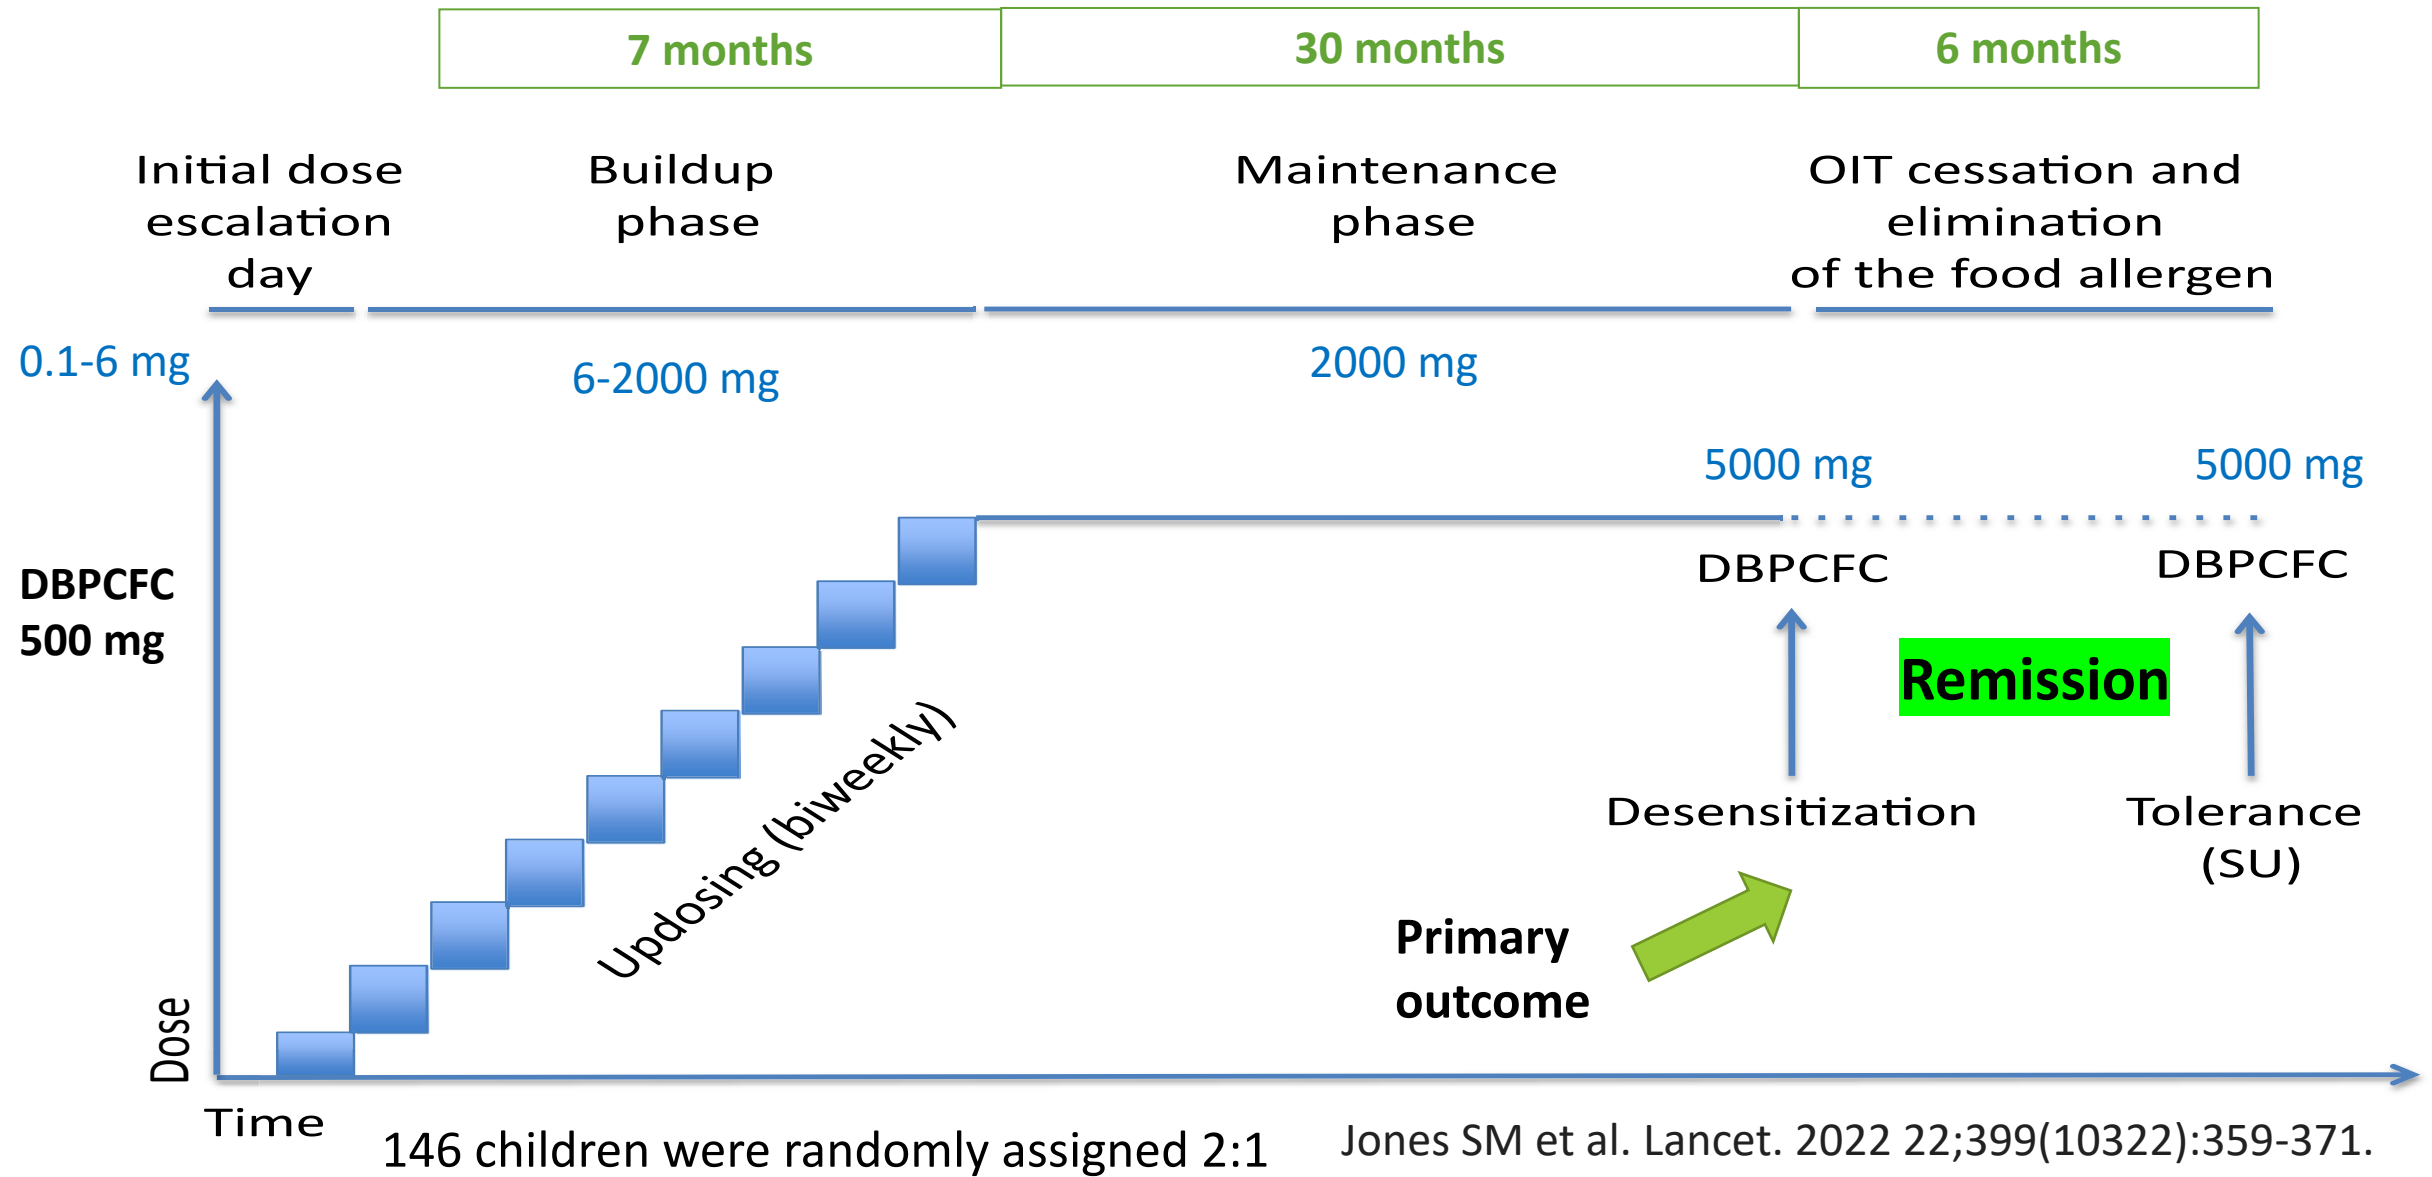 7 months
30 months
6 months
Initial dose
escalation
day
Buildup
phase
Maintenance
phase
OIT cessation and
elimination
of the food allergen
0.1-6 mg
6-2000 mg
2000 mg
5000 mg
5000 mg
DBPCFC
500 mg
DBPCFC
DBPCFC
Remission
Updosing (biweekly)
Desensitization
Tolerance
(SU)
Primary
outcome
Dose
Time
146 children were randomly assigned 2:1
Jones SM et al. Lancet. 2022 22;399(10322):359-371.